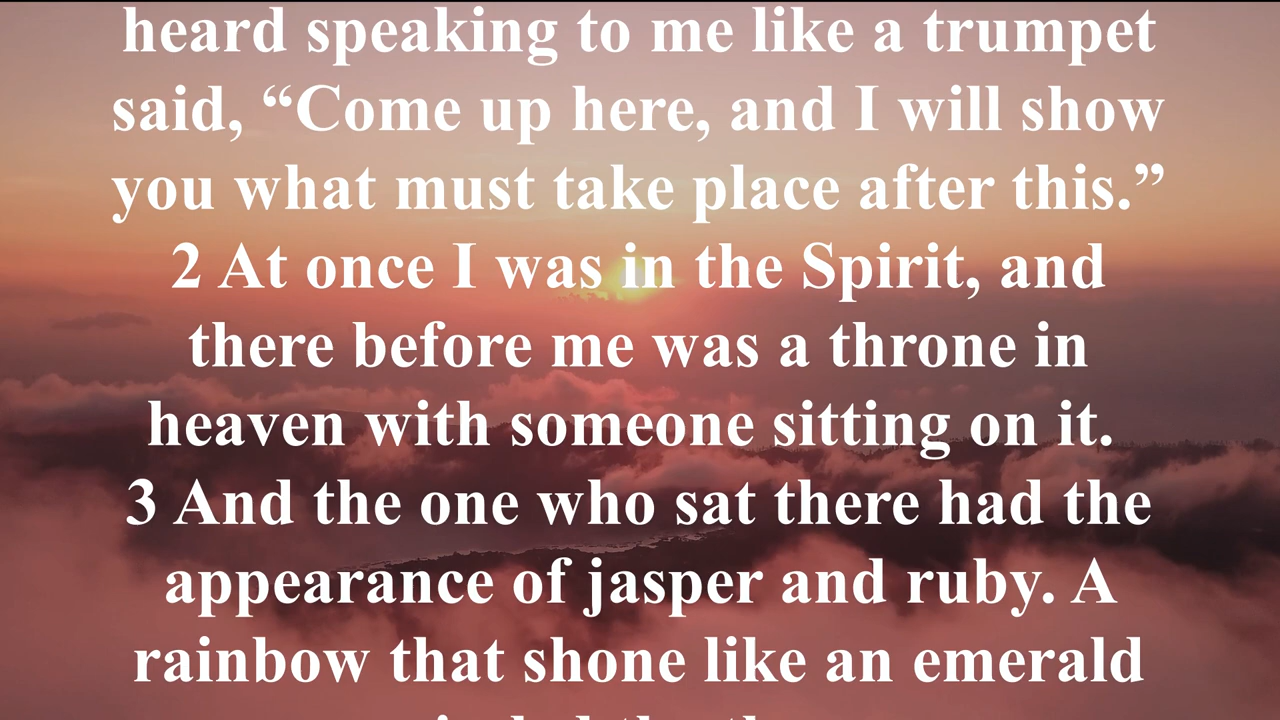 heard speaking to me like a trumpet
said, “Come up here, and I will show
you what must take place after this.”
2 At once I was in the Spirit, and
there before me was a throne in
heaven with someone sitting on it.
3 And the one who sat there had the
appearance of jasper and ruby. A
rainbow that shone like an emerald